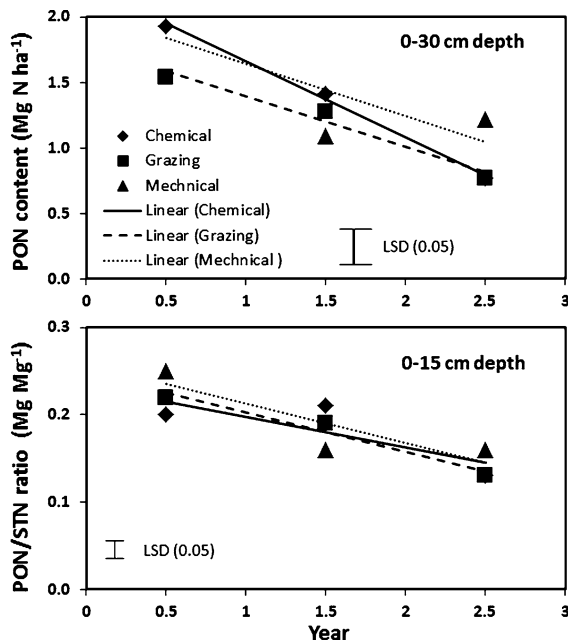 PON content (Mg N ha-1)
2.0
1.5
1.0
0.5
0.0
0-30 cm depth
Chemical
Grazing
Mechnical
Linear (Chemical)
Linear (Grazing)
Linear (Mechnical )
LSD (0.05)
0 0.5 1.5 2 2.5 3
PON/STN ratio (Mg Mg-1)
0.3
0.2
0.1
0.0
0-15 cm depth
LSD (0.05)
0 0.5 1 1.5 2 2.5 3
Year